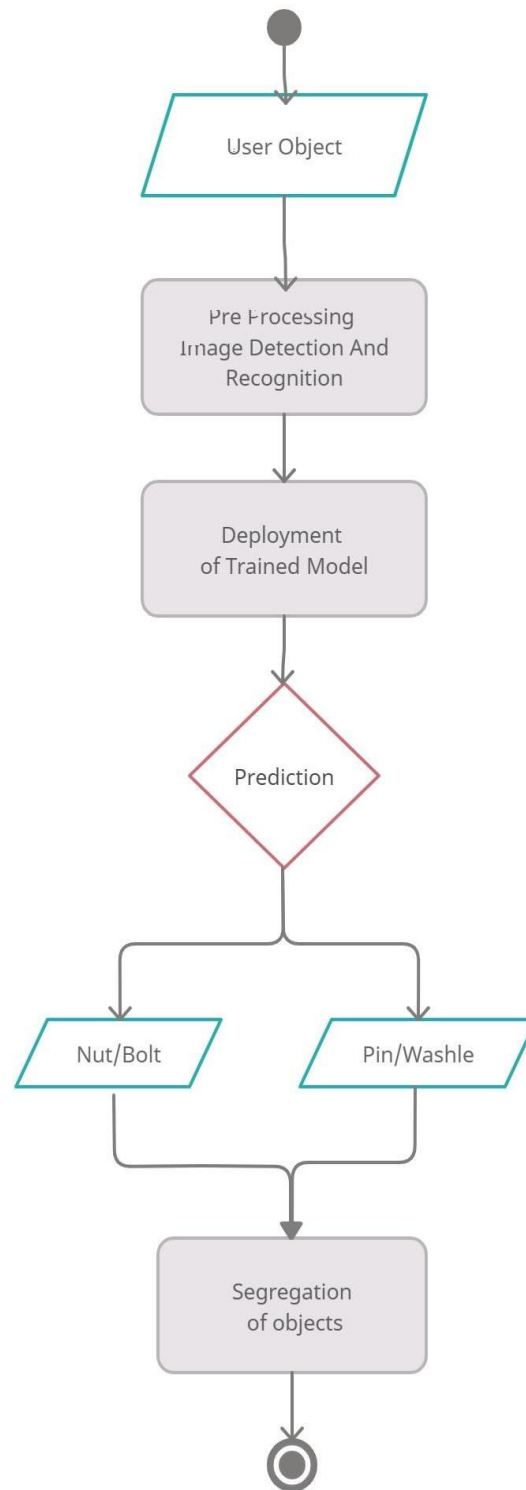 User Object
Pre Processing
Image Detection And
Recognition
Deployment
of Trained Model
Prediction
Nut/Bolt
Pin/Washle
Segregation
of objects